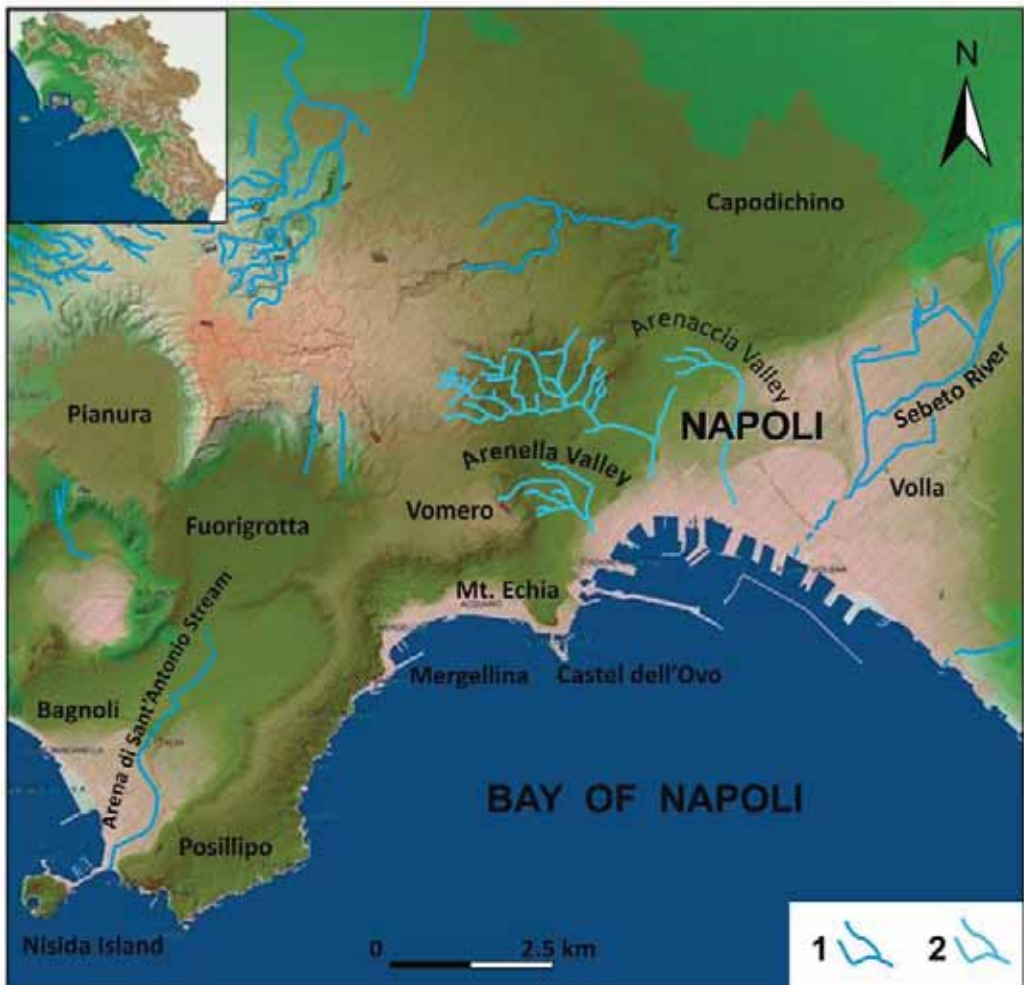 N
Capodichino
Arenaccia Valley
Pianura
NAPOLI
Sebeto River
Arenella Valley
Volla
Vomero
Fuorigrotta
Mt. Echia
Arena di Sant'Antonio Stream
Mergellina
Castel dell'Ovo
Bagnoli
BAY OF NAPOLI
Posillipo
Nisida Island
0
2.5 km
1
2